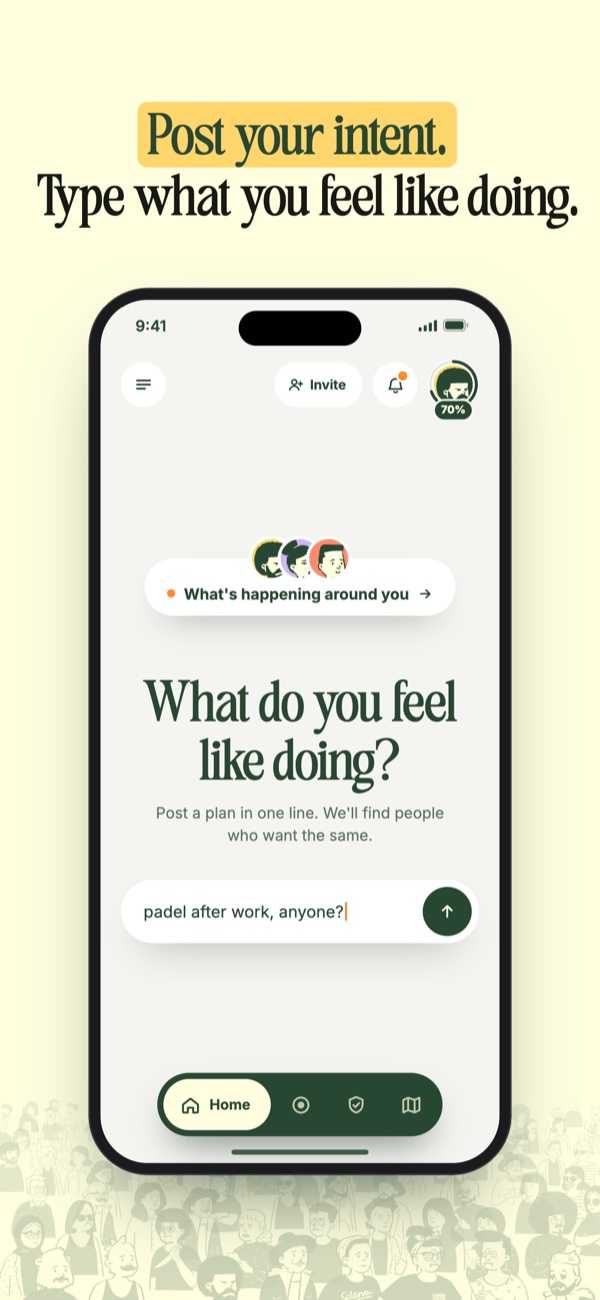 Post your intent.
Type what you feel like doing.
9:41
Invite
70%
What's happening around you →
What do you feel
like doing?
Post a plan in one line. We'll find people
who want the same.
padel after work, anyone?
Home